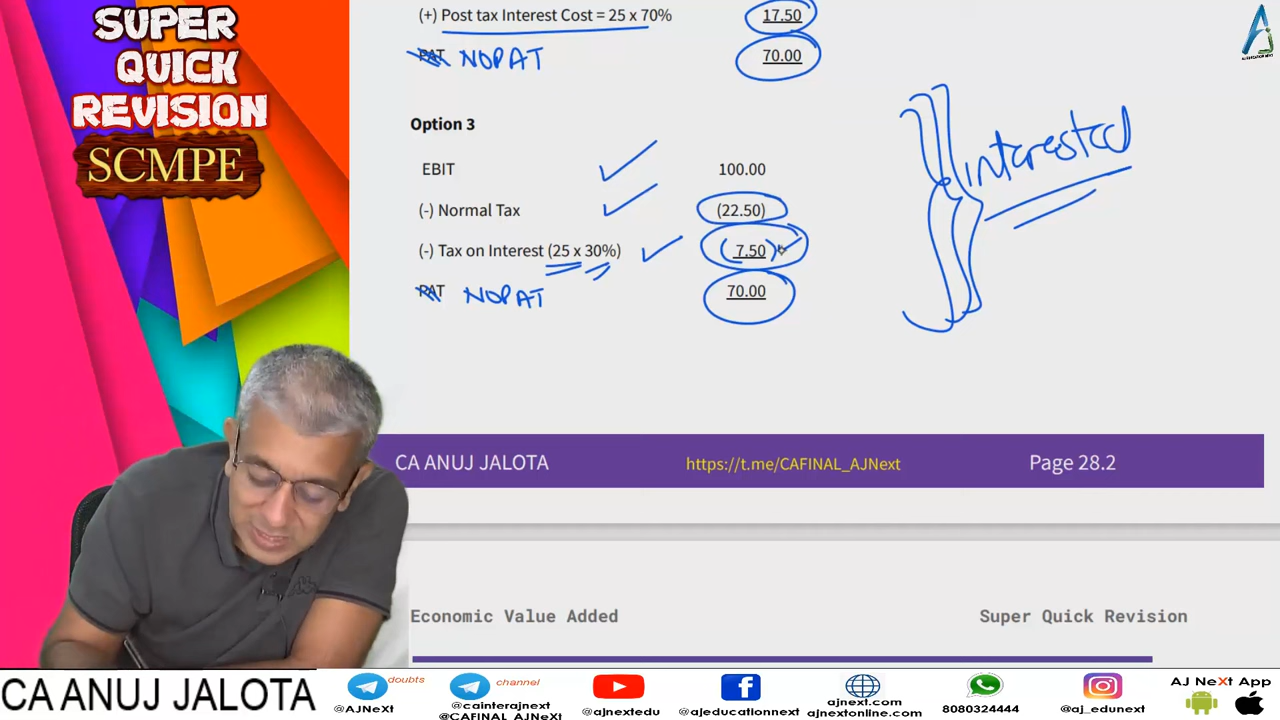 SUPER
QUICK
REVISION
SCMPE
(+) Post tax Interest Cost = 25 x 70% 17.50
PAT NOPAT 70.00
Option 3
EBIT 100.00
(-) Normal Tax (22.50)
(-) Tax on Interest (25 x 30%) (7.50)
PAT NOPAT 70.00
interested
CA ANUJ JALOTA https://t.me/CAFINAL_AJNext Page 28.2
Economic Value Added Super Quick Revision
CA ANUJ JALOTA
doubts
@AJNeXt
channel
@cainterajnext
@CAFINAL_AJNeXt
@ajnextedu
@ajeducationnext
ajnext.com
ajnextonline.com
8080324444
@aj_edunext
AJ NeXt App